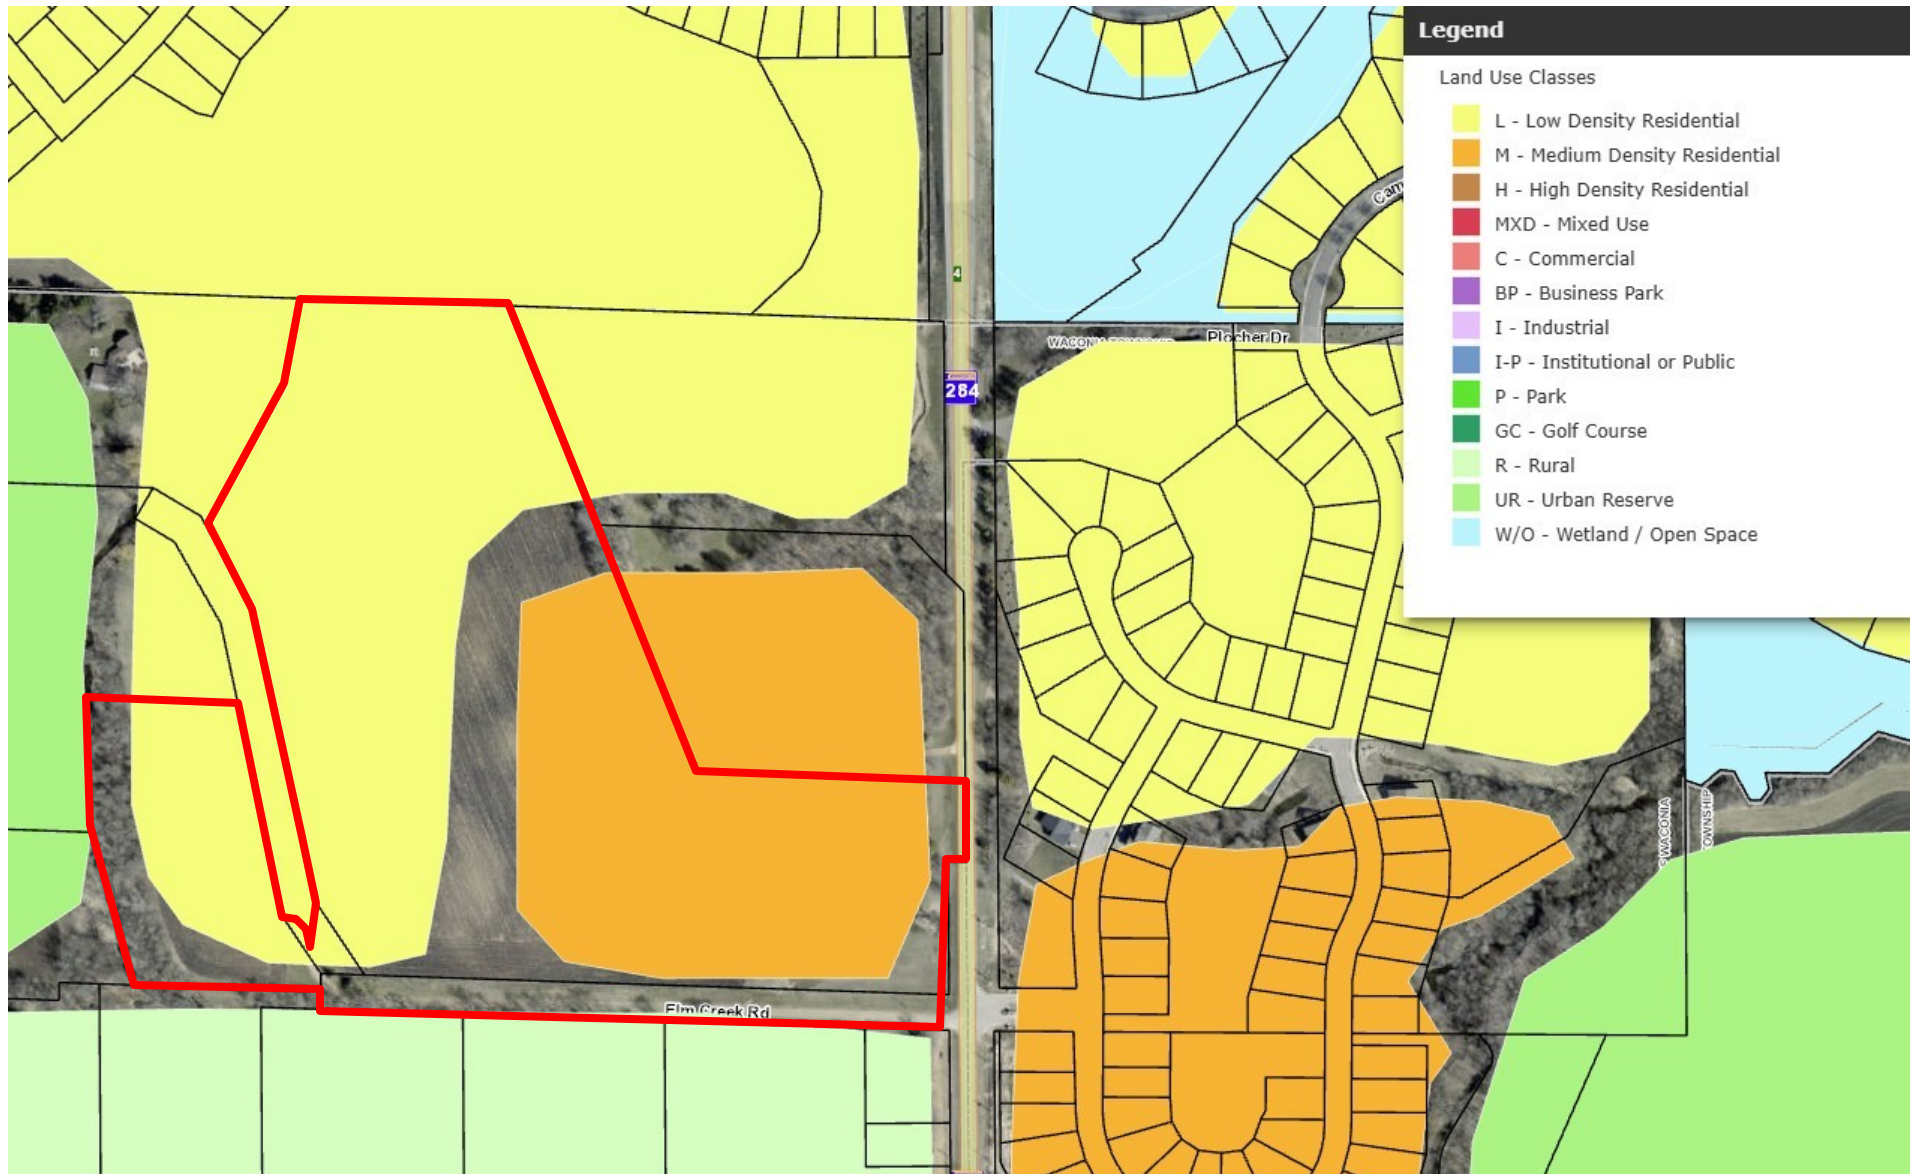 Legend
Land Use Classes
L - Low Density Residential
M - Medium Density Residential
H - High Density Residential
MXD - Mixed Use
C - Commercial
BP - Business Park
I - Industrial
I-P - Institutional or Public
P - Park
GC - Golf Course
R - Rural
UR - Urban Reserve
W/O - Wetland / Open Space
Cam
4
Plocher Dr
284
WACONIA
TOWNSHIP
Elm Creek Rd